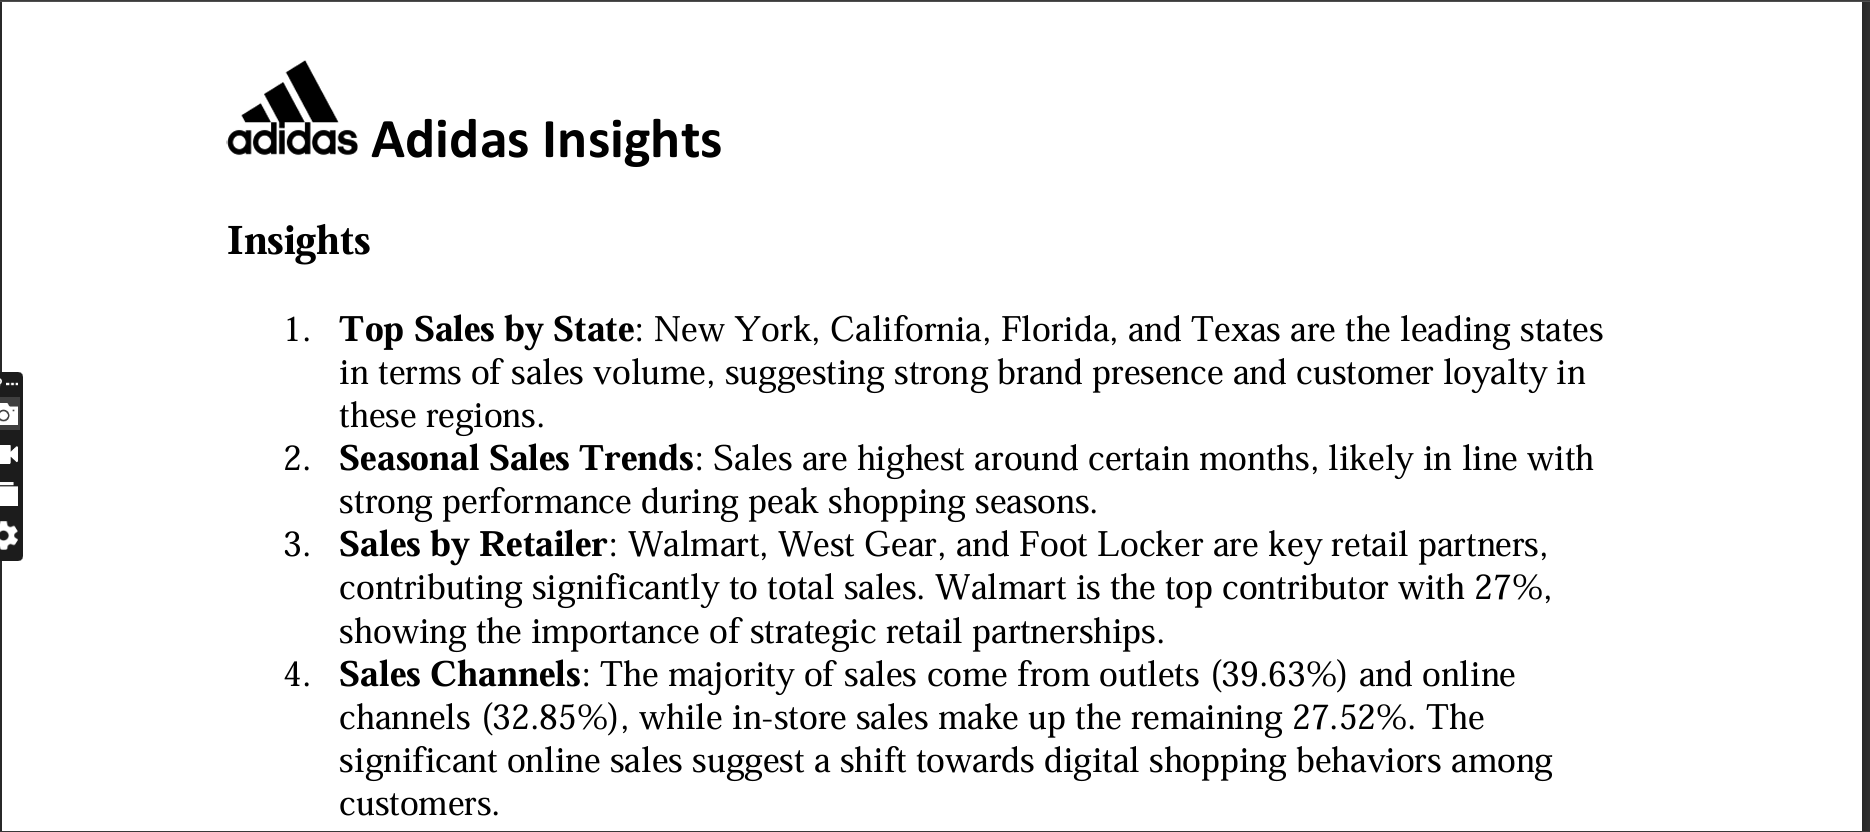 adidas Adidas Insights
Insights
1. Top Sales by State: New York, California, Florida, and Texas are the leading states
in terms of sales volume, suggesting strong brand presence and customer loyalty in
these regions.
2. Seasonal Sales Trends: Sales are highest around certain months, likely in line with
strong performance during peak shopping seasons.
3. Sales by Retailer: Walmart, West Gear, and Foot Locker are key retail partners,
contributing significantly to total sales. Walmart is the top contributor with 27%,
showing the importance of strategic retail partnerships.
4. Sales Channels: The majority of sales come from outlets (39.63%) and online
channels (32.85%), while in-store sales make up the remaining 27.52%. The
significant online sales suggest a shift towards digital shopping behaviors among
customers.